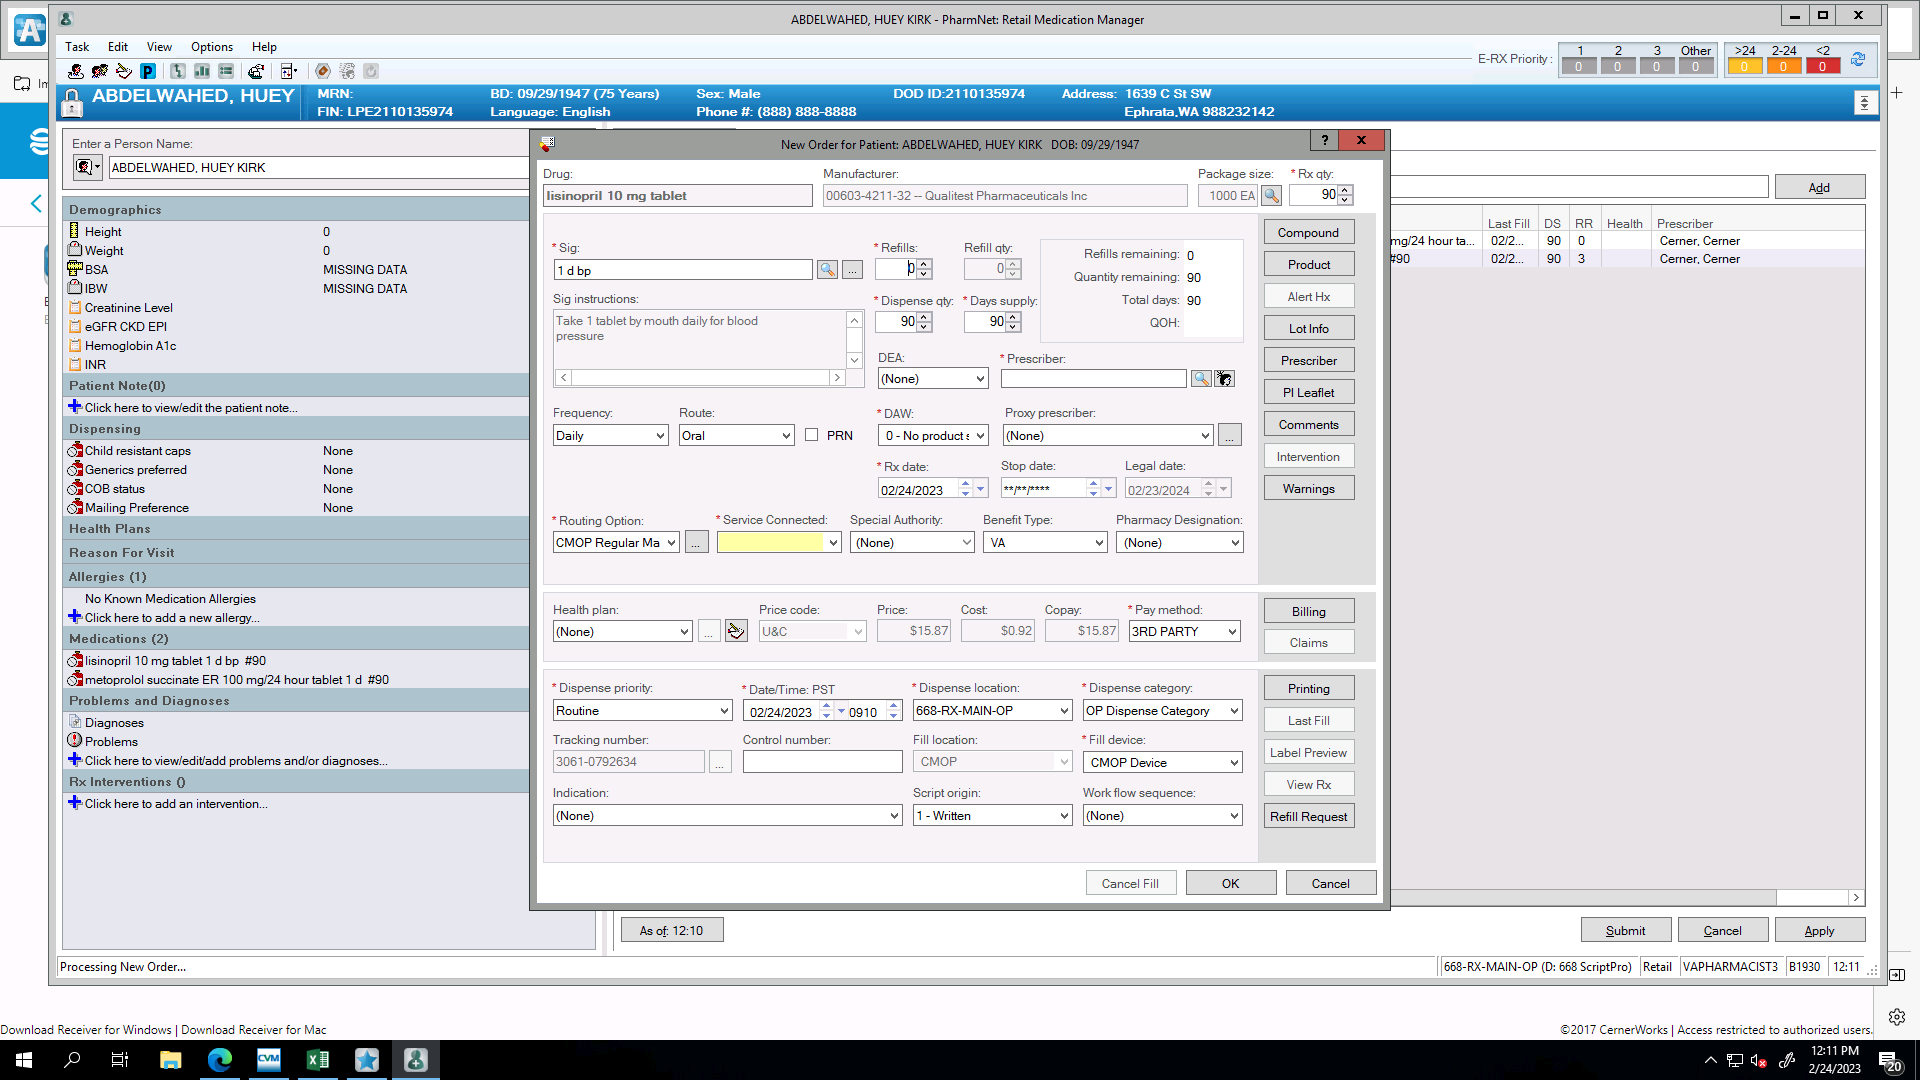 ABDELWAHED, HUEY KIRK - PharmNet: Retail Medication Manager
Task Edit View Options Help
E-RX Priority :
1 2 3 Other >24 2-24 <2
0 0 0 0 0 0 0
ABDELWAHED, HUEY
MRN:
FIN: LPE2110135974
BD: 09/29/1947 (75 Years)
Language: English
Sex: Male
Phone #: (888) 888-8888
DOD ID:2110135974
Address: 1639 C St SW
Ephrata,WA 988232142
Enter a Person Name:
ABDELWAHED, HUEY KIRK
Demographics
Height 0
Weight 0
BSA MISSING DATA
IBW MISSING DATA
Creatinine Level
eGFR CKD EPI
Hemoglobin A1c
INR
Patient Note(0)
Click here to view/edit the patient note...
Dispensing
Child resistant caps None
Generics preferred None
COB status None
Mailing Preference None
Health Plans
Reason For Visit
Allergies (1)
No Known Medication Allergies
Click here to add a new allergy...
Medications (2)
lisinopril 10 mg tablet 1 d bp #90
metoprolol succinate ER 100 mg/24 hour tablet 1 d #90
Problems and Diagnoses
Diagnoses
Problems
Click here to view/edit/add problems and/or diagnoses...
Rx Interventions ()
Click here to add an intervention...
New Order for Patient: ABDELWAHED, HUEY KIRK DOB: 09/29/1947
? X
Drug: Manufacturer: Package size: * Rx qty:
lisinopril 10 mg tablet 00603-4211-32 -- Qualitest Pharmaceuticals Inc 1000 EA 90
* Sig: * Refills: Refill qty:
1 d bp ... 0 0
Refills remaining: 0
Quantity remaining: 90
Total days: 90
QOH:
Sig instructions: * Dispense qty: * Days supply:
Take 1 tablet by mouth daily for blood
pressure
90 90
DEA: * Prescriber:
(None)
Frequency: Route: * DAW: Proxy prescriber:
Daily Oral PRN 0 - No product s (None) ...
* Rx date: Stop date: Legal date:
02/24/2023 **/**/**** 02/23/2024
* Routing Option: * Service Connected: Special Authority: Benefit Type: Pharmacy Designation:
CMOP Regular Ma ... (None) VA (None)
Compound
Product
Alert Hx
Lot Info
Prescriber
PI Leaflet
Comments
Intervention
Warnings
Health plan: Price code: Price: Cost: Copay: * Pay method:
(None) ... U&C $15.87 $0.92 $15.87 3RD PARTY
Billing
Claims
* Dispense priority: * Date/Time: PST * Dispense location: * Dispense category:
Routine 02/24/2023 0910 668-RX-MAIN-OP OP Dispense Category
Tracking number: Control number: Fill location: * Fill device:
3061-0792634 ... CMOP CMOP Device
Indication: Script origin: Work flow sequence:
(None) 1 - Written (None)
Printing
Last Fill
Label Preview
View Rx
Refill Request
Cancel Fill OK Cancel
Add
Last Fill DS RR Health Prescriber
mg/24 hour ta... 02/2... 90 0 Cerner, Cerner
#90 02/2... 90 3 Cerner, Cerner
As of: 12:10 Submit Cancel Apply
Processing New Order... 668-RX-MAIN-OP (D: 668 ScriptPro) Retail VAPHARMACIST3 B1930 12:11
Download Receiver for Windows | Download Receiver for Mac
©2017 CernerWorks | Access restricted to authorized users.
CVM
12:11 PM
2/24/2023
20